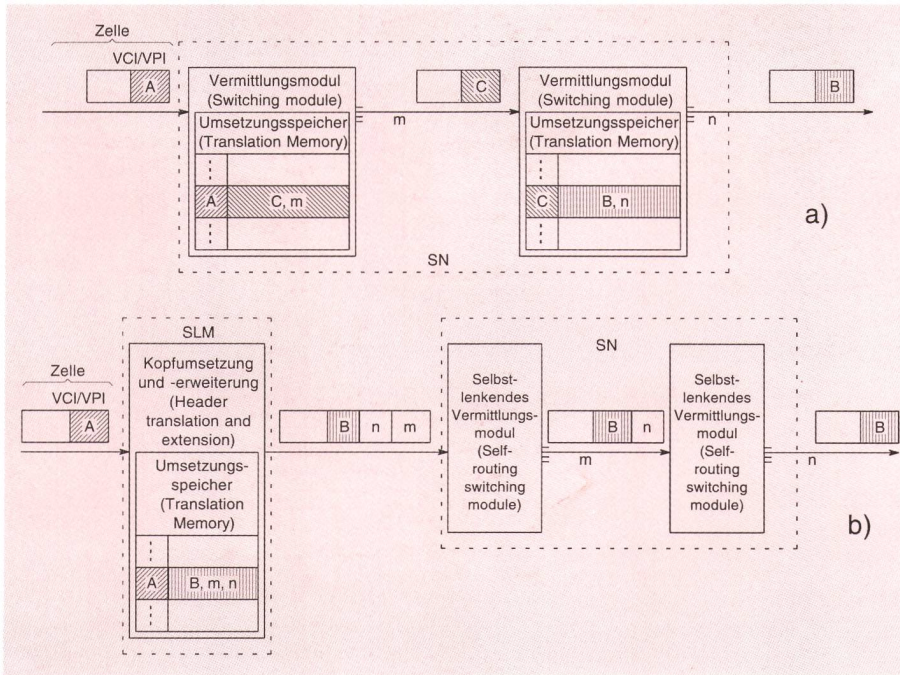 Zelle
VCI/VPI
A
Vermittlungsmodul
(Switching module)
Umsetzungsspeicher
(Translation Memory)
A
C, m
m
C
Vermittlungsmodul
(Switching module)
Umsetzungsspeicher
(Translation Memory)
C
B, n
n
B
SN
a)
Zelle
VCI/VPI
A
SLM
Kopfumsetzung
und -erweiterung
(Header
translation and
extension)
Umsetzungs-
speicher
(Translation
Memory)
A
B, m, n
B n m
SN
Selbst-
lenkendes
Vermittlungs-
modul
(Self-
routing
switching
module)
B n
m
Selbst-
lenkendes
Vermittlungs-
modul
(Self-
routing
switching
module)
n
B
b)